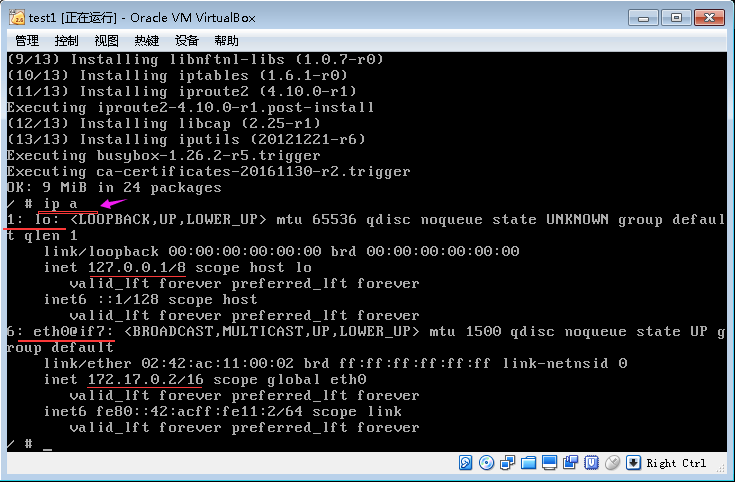 test1 [正在运行] - Oracle VM VirtualBox
管理 控制 视图 热键 设备 帮助
(9/13) Installing libnftnl-libs (1.0.7-r0)
(10/13) Installing iptables (1.6.1-r0)
(11/13) Installing iproute2 (4.10.0-r1)
Executing iproute2-4.10.0-r1.post-install
(12/13) Installing libcap (2.25-r1)
(13/13) Installing iputils (20121221-r6)
Executing busybox-1.26.2-r5.trigger
Executing ca-certificates-20161130-r2.trigger
OK: 9 MiB in 24 packages
/ # ip a
1: lo: <LOOPBACK,UP,LOWER_UP> mtu 65536 qdisc noqueue state UNKNOWN group defaul
t qlen 1
link/loopback 00:00:00:00:00:00 brd 00:00:00:00:00:00
inet 127.0.0.1/8 scope host lo
valid_lft forever preferred_lft forever
inet6 ::1/128 scope host
valid_lft forever preferred_lft forever
6: eth0@if7: <BROADCAST,MULTICAST,UP,LOWER_UP> mtu 1500 qdisc noqueue state UP g
roup default
link/ether 02:42:ac:11:00:02 brd ff:ff:ff:ff:ff:ff link-netnsid 0
inet 172.17.0.2/16 scope global eth0
valid_lft forever preferred_lft forever
inet6 fe80::42:acff:fe11:2/64 scope link
valid_lft forever preferred_lft forever
/ # _
Right Ctrl